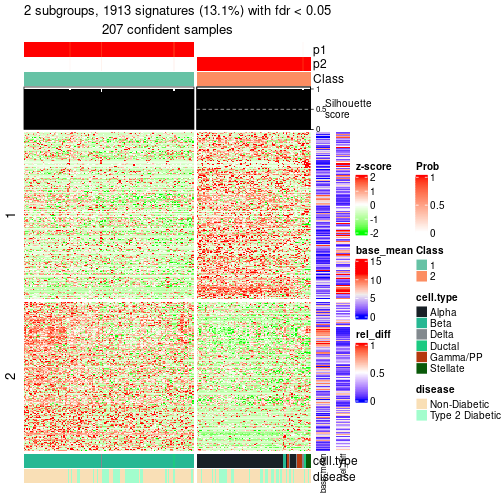 2 subgroups, 1913 signatures (13.1%) with fdr < 0.05
207 confident samples
p1
p2
Class
1
0.5
0
Silhouette
score
1
2
z-score
2
1
0
-1
-2
Prob
1
0.5
0
base_mean
15
10
5
0
Class
1
2
rel_diff
1
0.5
0
cell.type
Alpha
Beta
Delta
Ductal
Gamma/PP
Stellate
disease
Non-Diabetic
Type 2 Diabetic
cell.type
disease
base_mean